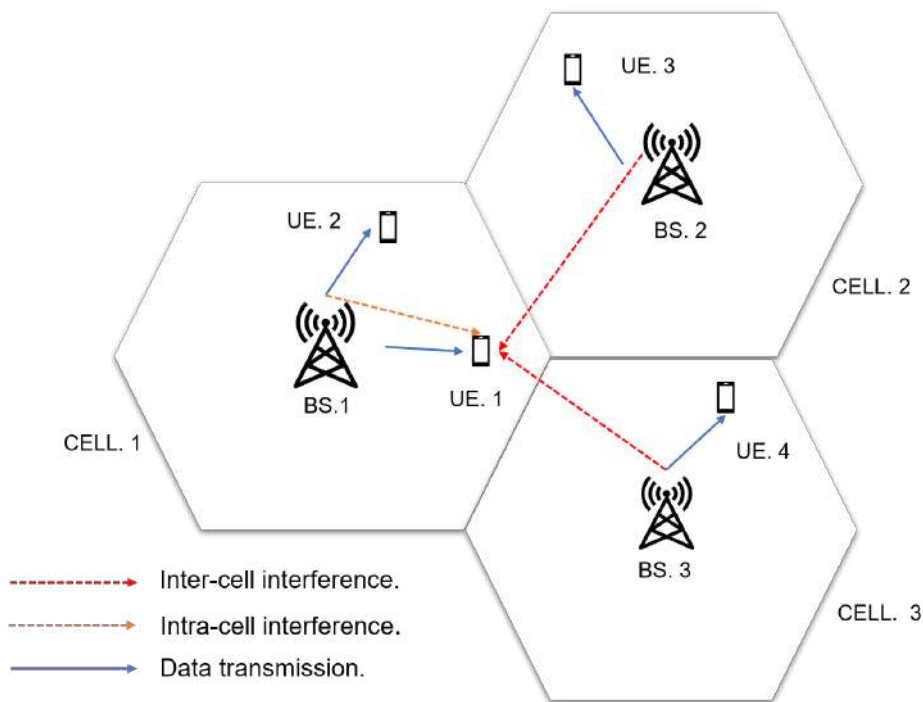 UE. 3
BS. 2
CELL. 2
UE. 2
BS.1
UE. 1
CELL. 1
UE. 4
BS. 3
CELL. 3
Inter-cell interference.
Intra-cell interference.
Data transmission.